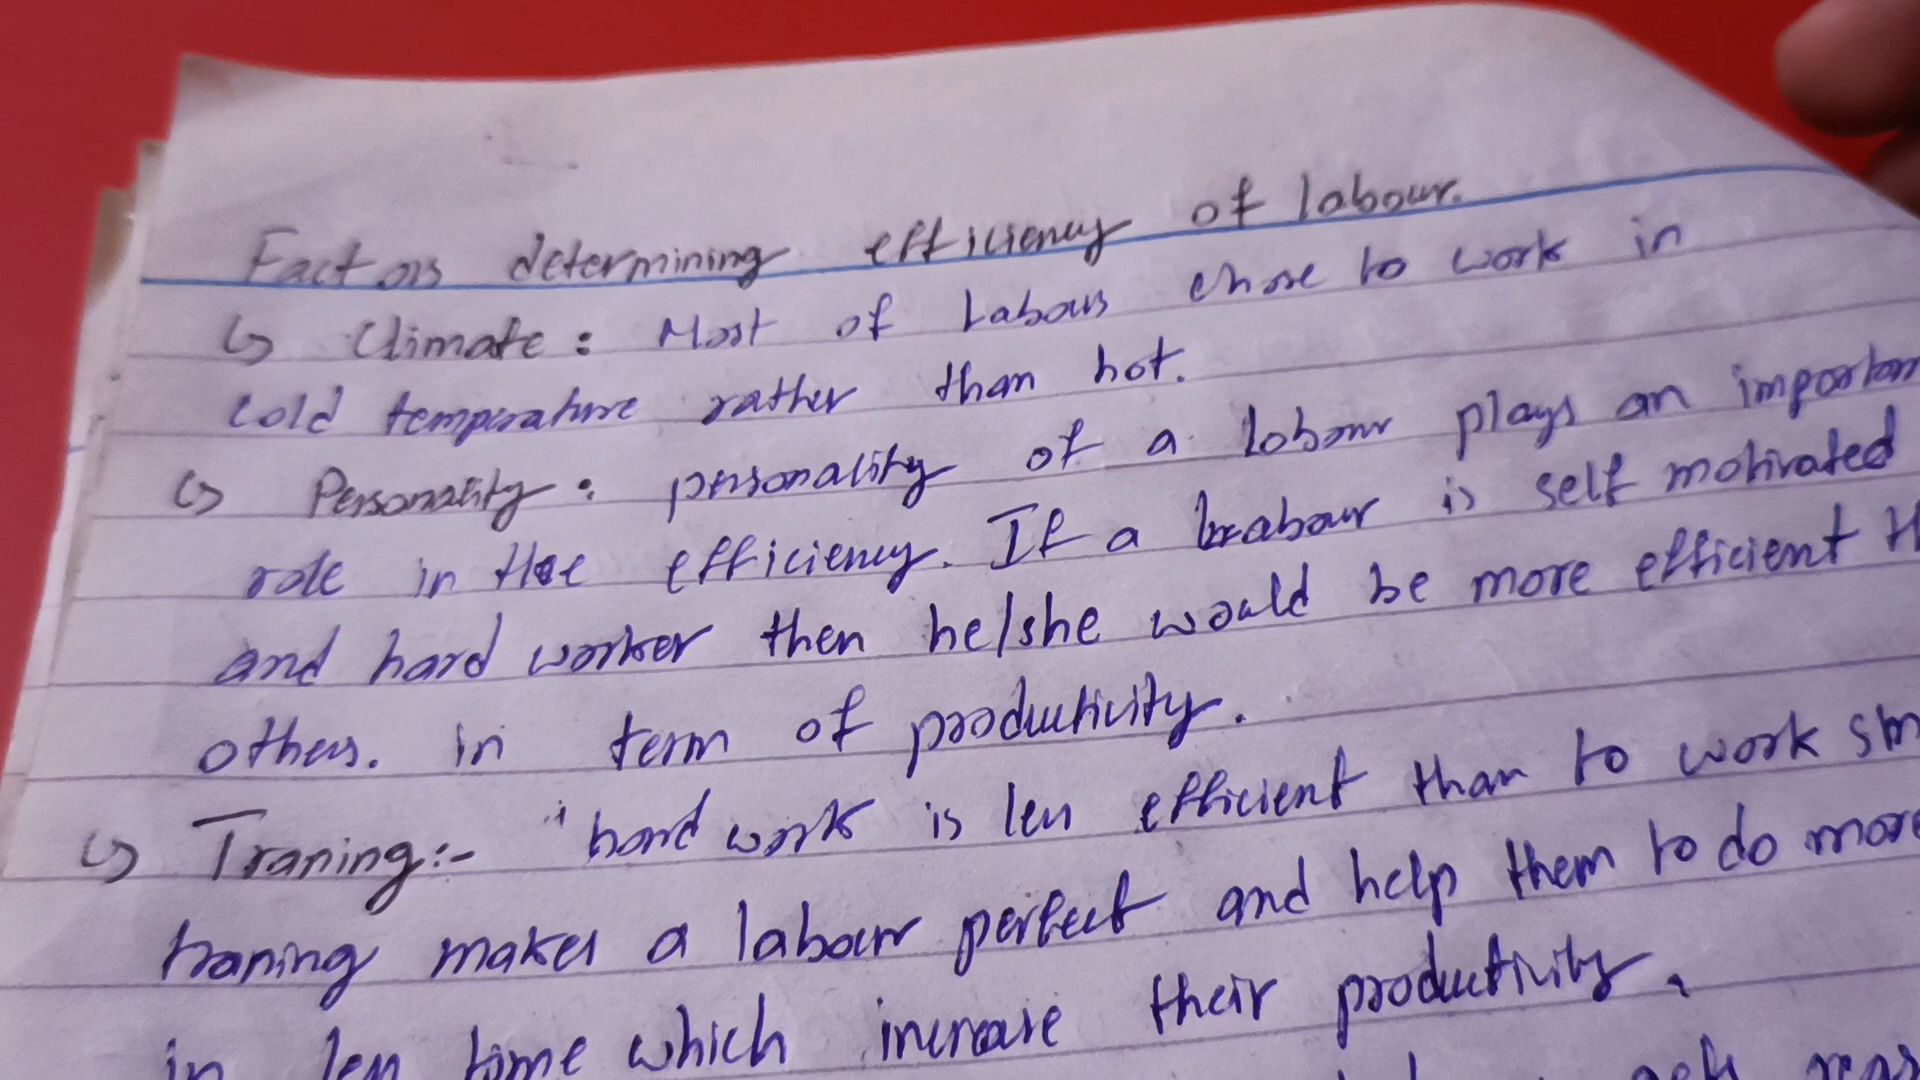 Factors determining efficiency of labour.
↳ Climate : Most of Labours chose to work in
cold temperature rather than hot.
↳ Personality : personality of a labour plays an importan
role in the efficiency. If a labour is self motivated
and hard worker then he/she would be more efficient th
others. in term of productivity.
↳ Traning :- "hard work is less efficient than to work sm
traning makes a labour perfect and help them to do more
in less time which increase their productivity.